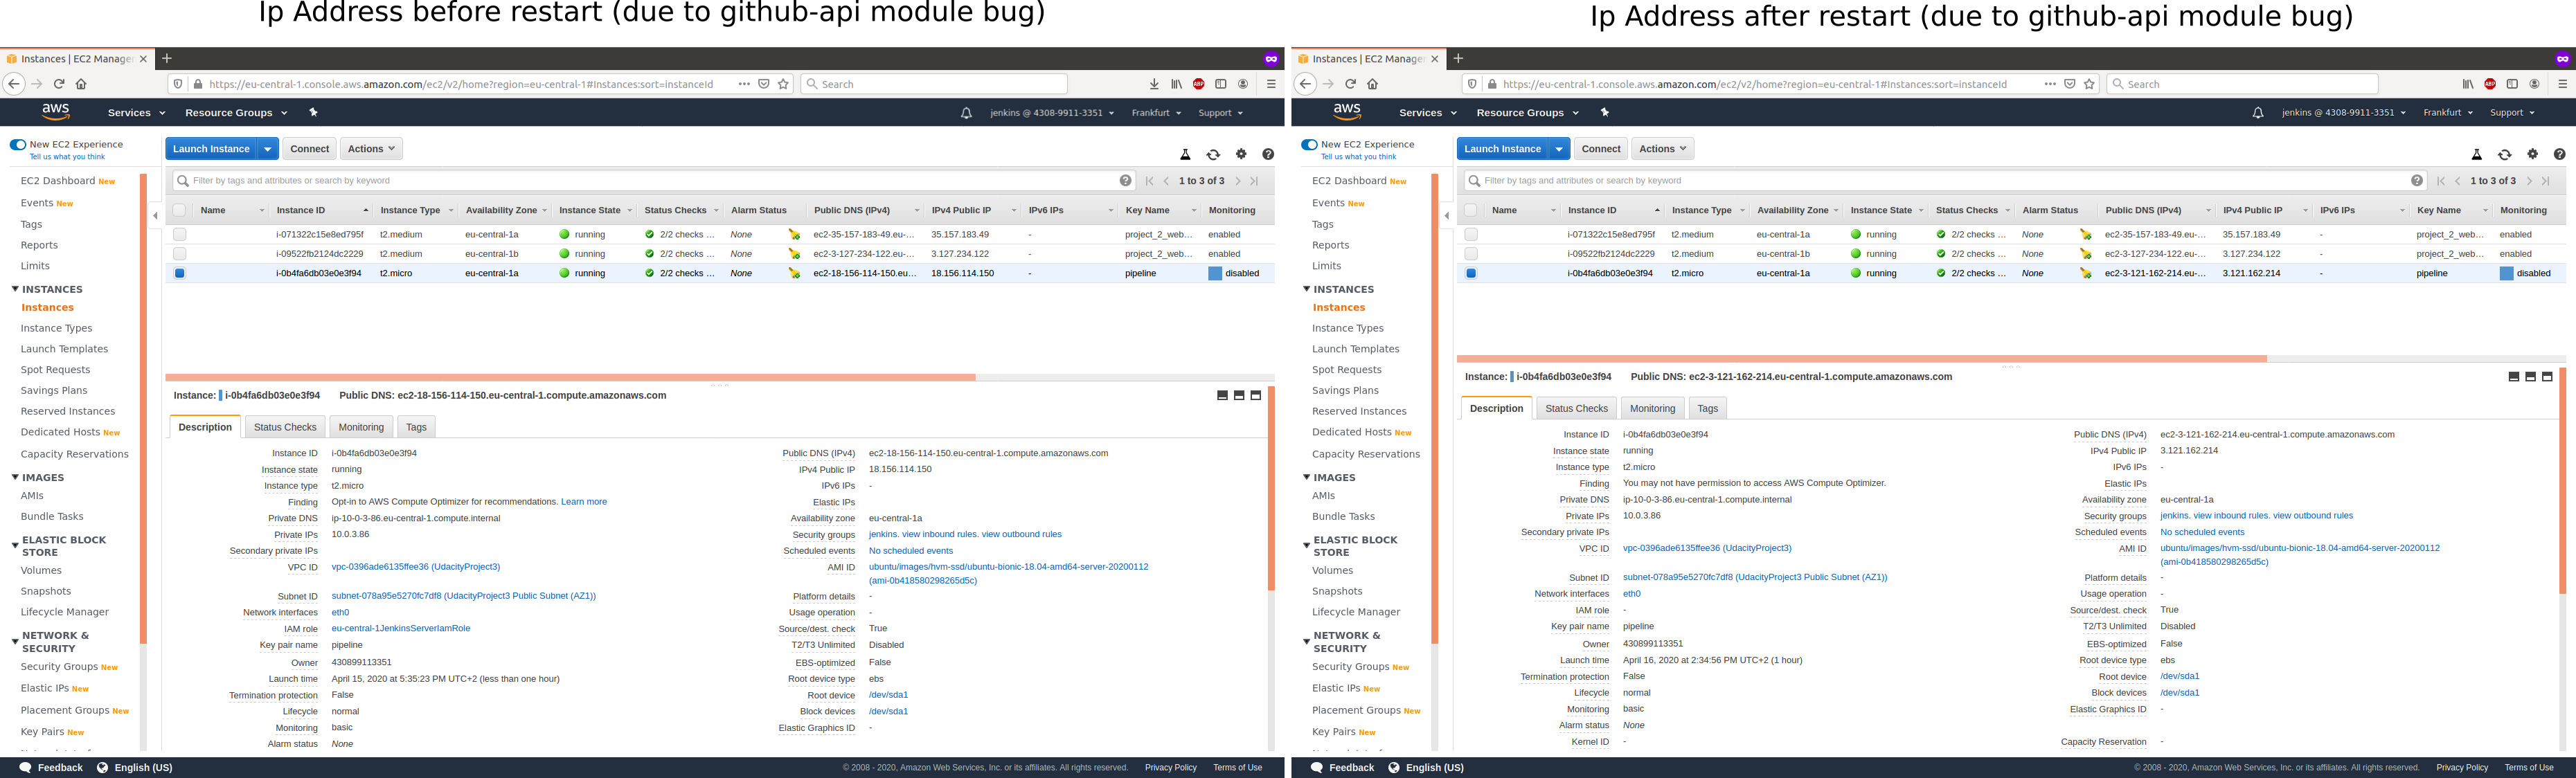 Ip Address before restart (due to github-api module bug)
Instances | EC2 Manager
https://eu-central-1.console.aws.amazon.com/ec2/v2/home?region=eu-central-1#Instances:sort=instanceId
Search
aws Services Resource Groups jenkins @ 4308-9911-3351 Frankfurt Support
New EC2 Experience
Tell us what you think
EC2 Dashboard New
Events New
Tags
Reports
Limits
INSTANCES
Instances
Instance Types
Launch Templates
Spot Requests
Savings Plans
Reserved Instances
Dedicated Hosts New
Capacity Reservations
IMAGES
AMIs
Bundle Tasks
ELASTIC BLOCK
STORE
Volumes
Snapshots
Lifecycle Manager
NETWORK &
SECURITY
Security Groups New
Elastic IPs New
Placement Groups New
Key Pairs New
Launch Instance Connect Actions
Filter by tags and attributes or search by keyword 1 to 3 of 3
Name Instance ID Instance Type Availability Zone Instance State Status Checks Alarm Status Public DNS (IPv4) IPv4 Public IP IPv6 IPs Key Name Monitoring
i-071322c15e8ed795f t2.medium eu-central-1a running 2/2 checks ... None ec2-35-157-183-49.eu-... 35.157.183.49 - project_2_web... enabled
i-09522fb2124dc2229 t2.medium eu-central-1b running 2/2 checks ... None ec2-3-127-234-122.eu-... 3.127.234.122 - project_2_web... enabled
i-0b4fa6db03e0e3f94 t2.micro eu-central-1a running 2/2 checks ... None ec2-18-156-114-150.eu... 18.156.114.150 - pipeline disabled
Instance: i-0b4fa6db03e0e3f94 Public DNS: ec2-18-156-114-150.eu-central-1.compute.amazonaws.com
Description Status Checks Monitoring Tags
Instance ID i-0b4fa6db03e0e3f94 Public DNS (IPv4) ec2-18-156-114-150.eu-central-1.compute.amazonaws.com
Instance state running IPv4 Public IP 18.156.114.150
Instance type t2.micro IPv6 IPs -
Finding Opt-in to AWS Compute Optimizer for recommendations. Learn more Elastic IPs
Private DNS ip-10-0-3-86.eu-central-1.compute.internal Availability zone eu-central-1a
Private IPs 10.0.3.86 Security groups jenkins. view inbound rules. view outbound rules
Secondary private IPs Scheduled events No scheduled events
VPC ID vpc-0396ade6135ffee36 (UdacityProject3) AMI ID ubuntu/images/hvm-ssd/ubuntu-bionic-18.04-amd64-server-20200112
(ami-0b418580298265d5c)
Subnet ID subnet-078a95e5270fc7df8 (UdacityProject3 Public Subnet (AZ1)) Platform details -
Network interfaces eth0 Usage operation -
IAM role eu-central-1JenkinsServerIamRole Source/dest. check True
Key pair name pipeline T2/T3 Unlimited Disabled
Owner 430899113351 EBS-optimized False
Launch time April 15, 2020 at 5:35:23 PM UTC+2 (less than one hour) Root device type ebs
Termination protection False Root device /dev/sda1
Lifecycle normal Block devices /dev/sda1
Monitoring basic Elastic Graphics ID -
Alarm status None
Feedback English (US) © 2008 - 2020, Amazon Web Services, Inc. or its affiliates. All rights reserved. Privacy Policy Terms of Use
Ip Address after restart (due to github-api module bug)
Instances | EC2 Manager
https://eu-central-1.console.aws.amazon.com/ec2/v2/home?region=eu-central-1#Instances:sort=instanceId
Search
aws Services Resource Groups jenkins @ 4308-9911-3351 Frankfurt Support
New EC2 Experience
Tell us what you think
EC2 Dashboard New
Events New
Tags
Reports
Limits
INSTANCES
Instances
Instance Types
Launch Templates
Spot Requests
Savings Plans
Reserved Instances
Dedicated Hosts New
Capacity Reservations
IMAGES
AMIs
Bundle Tasks
ELASTIC BLOCK
STORE
Volumes
Snapshots
Lifecycle Manager
NETWORK &
SECURITY
Security Groups New
Elastic IPs New
Placement Groups New
Key Pairs New
Launch Instance Connect Actions
Filter by tags and attributes or search by keyword 1 to 3 of 3
Name Instance ID Instance Type Availability Zone Instance State Status Checks Alarm Status Public DNS (IPv4) IPv4 Public IP IPv6 IPs Key Name Monitoring
i-071322c15e8ed795f t2.medium eu-central-1a running 2/2 checks ... None ec2-35-157-183-49.eu-... 35.157.183.49 - project_2_web... enabled
i-09522fb2124dc2229 t2.medium eu-central-1b running 2/2 checks ... None ec2-3-127-234-122.eu-... 3.127.234.122 - project_2_web... enabled
i-0b4fa6db03e0e3f94 t2.micro eu-central-1a running 2/2 checks ... None ec2-3-121-162-214.eu-... 3.121.162.214 - pipeline disabled
Instance: i-0b4fa6db03e0e3f94 Public DNS: ec2-3-121-162-214.eu-central-1.compute.amazonaws.com
Description Status Checks Monitoring Tags
Instance ID i-0b4fa6db03e0e3f94 Public DNS (IPv4) ec2-3-121-162-214.eu-central-1.compute.amazonaws.com
Instance state running IPv4 Public IP 3.121.162.214
Instance type t2.micro IPv6 IPs -
Finding You may not have permission to access AWS Compute Optimizer. Elastic IPs
Private DNS ip-10-0-3-86.eu-central-1.compute.internal Availability zone eu-central-1a
Private IPs 10.0.3.86 Security groups jenkins. view inbound rules. view outbound rules
Secondary private IPs Scheduled events No scheduled events
VPC ID vpc-0396ade6135ffee36 (UdacityProject3) AMI ID ubuntu/images/hvm-ssd/ubuntu-bionic-18.04-amd64-server-20200112
(ami-0b418580298265d5c)
Subnet ID subnet-078a95e5270fc7df8 (UdacityProject3 Public Subnet (AZ1)) Platform details -
Network interfaces eth0 Usage operation -
IAM role - Source/dest. check True
Key pair name pipeline T2/T3 Unlimited Disabled
Owner 430899113351 EBS-optimized False
Launch time April 16, 2020 at 2:34:56 PM UTC+2 (1 hour) Root device type ebs
Termination protection False Root device /dev/sda1
Lifecycle normal Block devices /dev/sda1
Monitoring basic Elastic Graphics ID -
Alarm status None
Kernel ID - Capacity Reservation -
Feedback English (US) © 2008 - 2020, Amazon Web Services, Inc. or its affiliates. All rights reserved. Privacy Policy Terms of Use